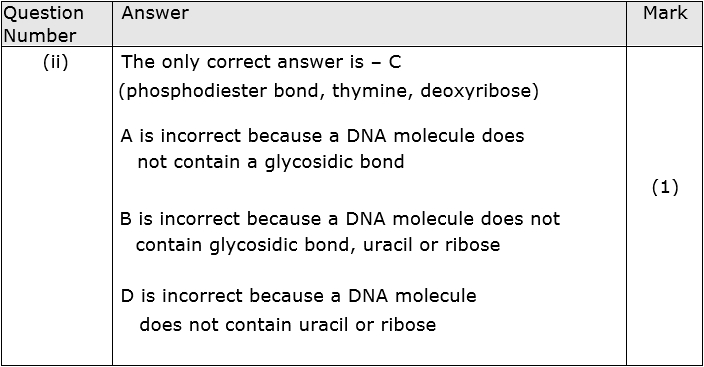 Question Number
Answer
Mark
(ii)
The only correct answer is – C
(phosphodiester bond, thymine, deoxyribose)
A is incorrect because a DNA molecule does
not contain a glycosidic bond
B is incorrect because a DNA molecule does not
contain glycosidic bond, uracil or ribose
D is incorrect because a DNA molecule
does not contain uracil or ribose
(1)